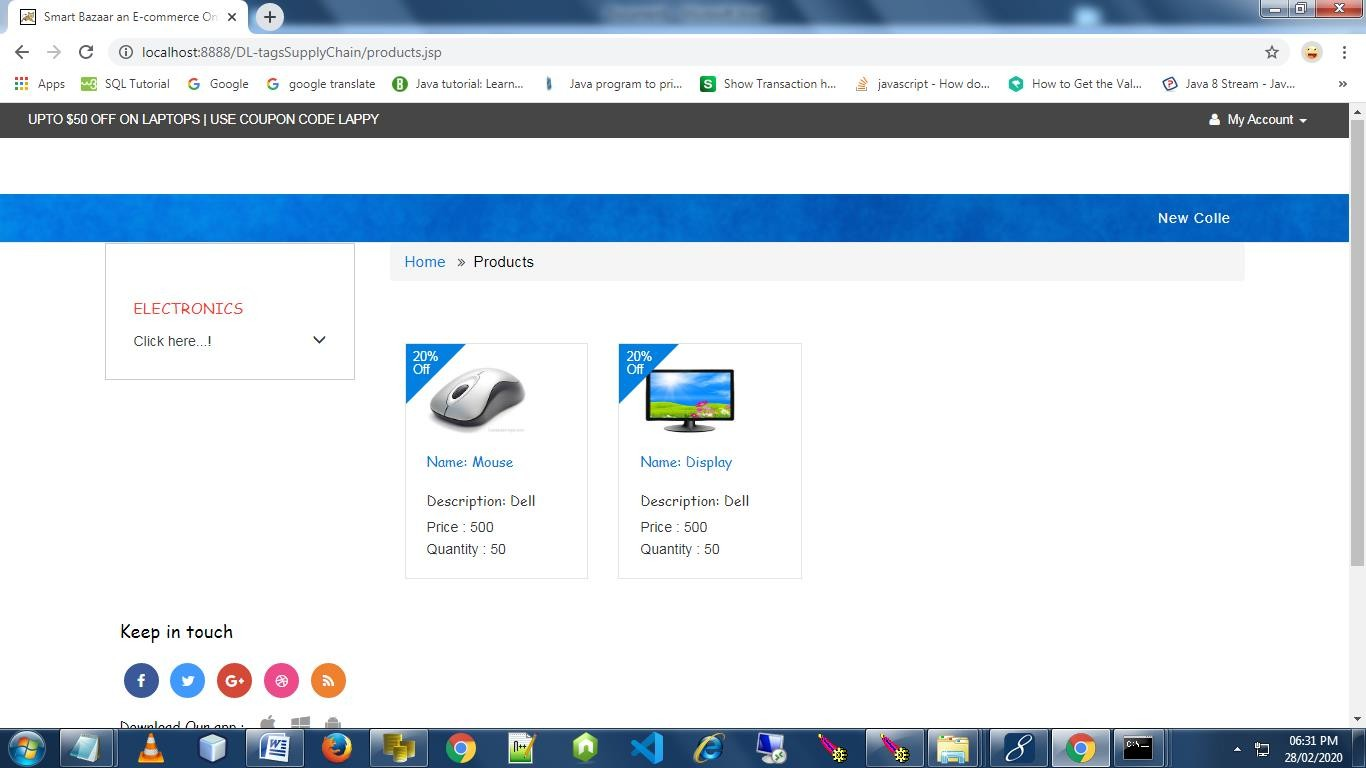 Smart Bazaar an E-commerce On
localhost:8888/DL-tagsSupplyChain/products.jsp
Apps SQL Tutorial Google google translate Java tutorial: Learn... Java program to pri... Show Transaction h... javascript - How do... How to Get the Val... Java 8 Stream - Jav... »
UPTO $50 OFF ON LAPTOPS | USE COUPON CODE LAPPY
My Account
New Colle
Home » Products
ELECTRONICS
Click here...!
20%
Off
Name: Mouse
Description: Dell
Price : 500
Quantity : 50
20%
Off
Name: Display
Description: Dell
Price : 500
Quantity : 50
Keep in touch
Download Our app :
06:31 PM
28/02/2020